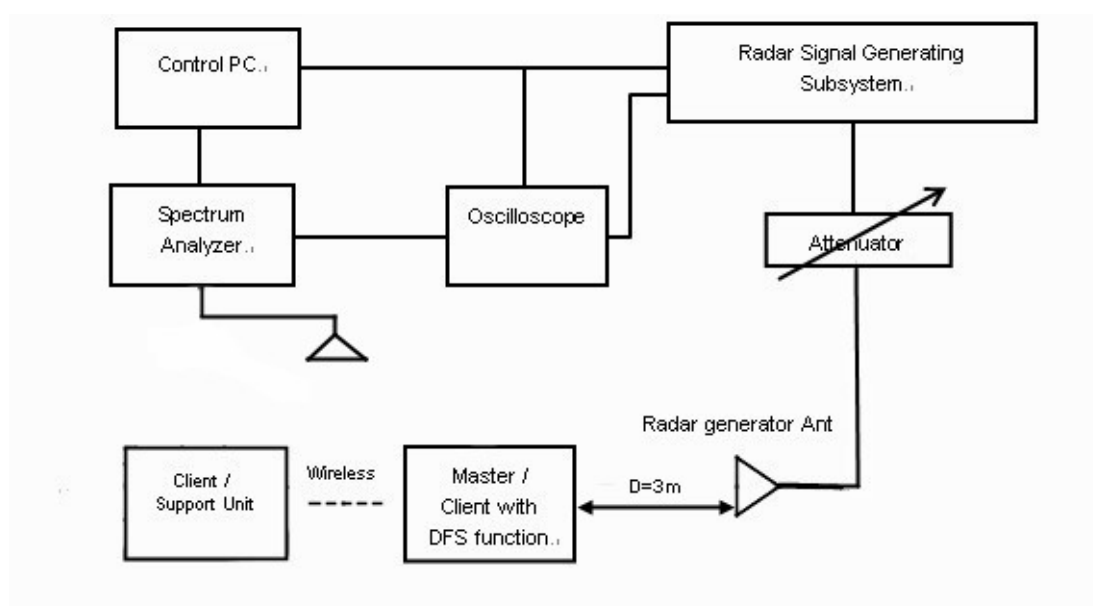 Control PC.
Radar Signal Generating
Subsystem.
Spectrum
Analyzer.
Oscilloscope
Attenuator
Radar generator Ant
Client /
Support Unit
Wireless
Master /
Client with
DFS function.
D=3m